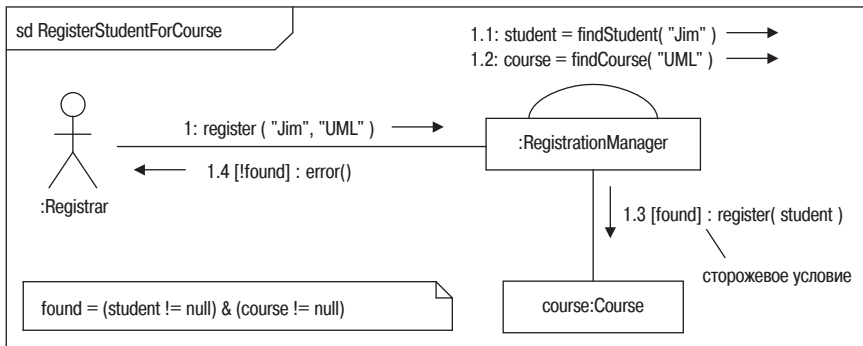 sd RegisterStudentForCourse
1.1: student = findStudent( "Jim" )
1.2: course = findCourse( "UML" )
1: register ( "Jim", "UML" )
:RegistrationManager
1.4 [!found] : error()
:Registrar
1.3 [found] : register( student )
сторожевое условие
found = (student != null) & (course != null)
course:Course